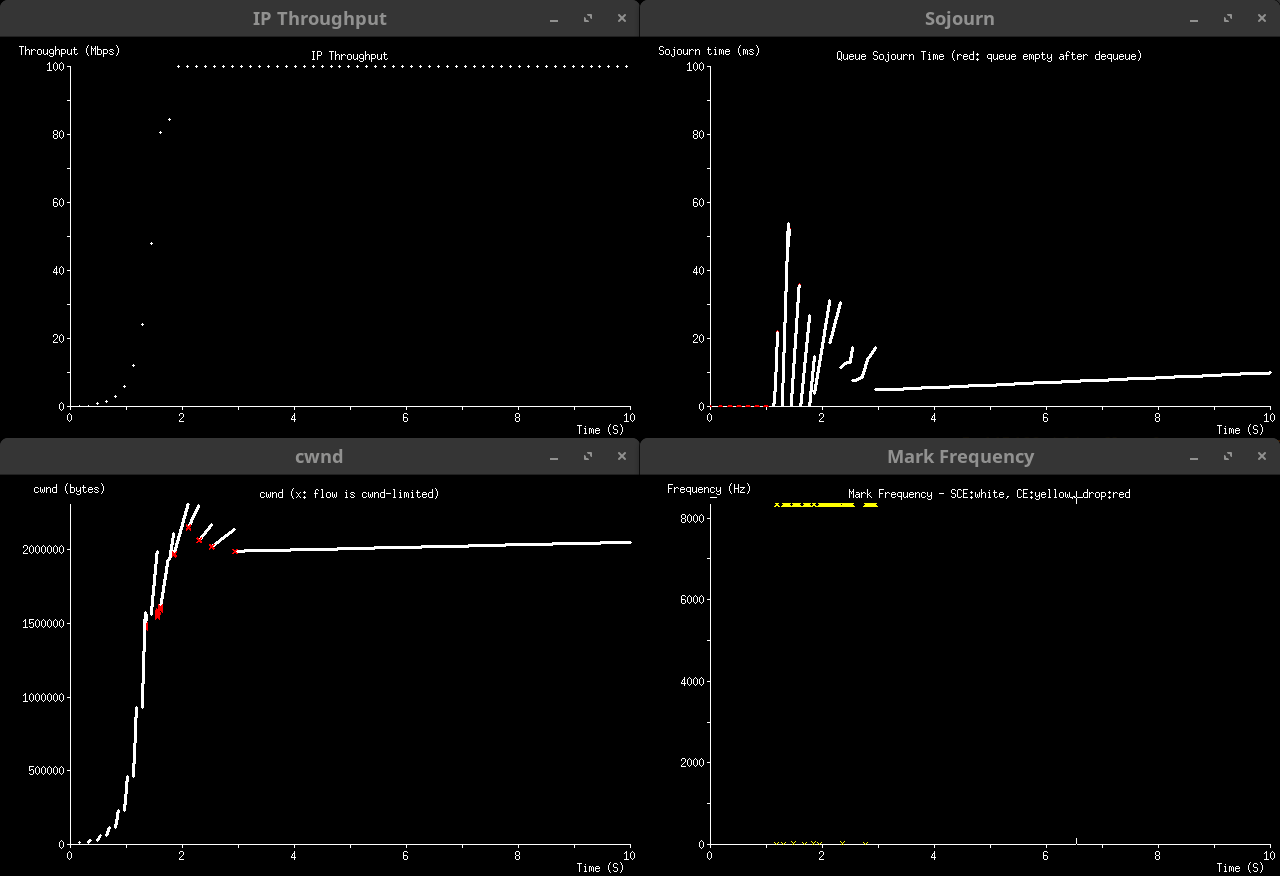 IP Throughput
Throughput (Mbps)
IP Throughput
100
80
60
40
20
0
0 2 4 6 8 10
Time (S)
Sojourn
Sojourn time (ms)
Queue Sojourn Time (red: queue empty after dequeue)
100
80
60
40
20
0
0 2 4 6 8 10
Time (S)
cwnd
cwnd (bytes)
cwnd (x: flow is cwnd-limited)
2000000
1500000
1000000
500000
0
0 2 4 6 8 10
Time (S)
Mark Frequency
Frequency (Hz)
Mark Frequency - SCE:white, CE:yellow, drop:red
8000
6000
4000
2000
0
0 2 4 6 8 10
Time (S)